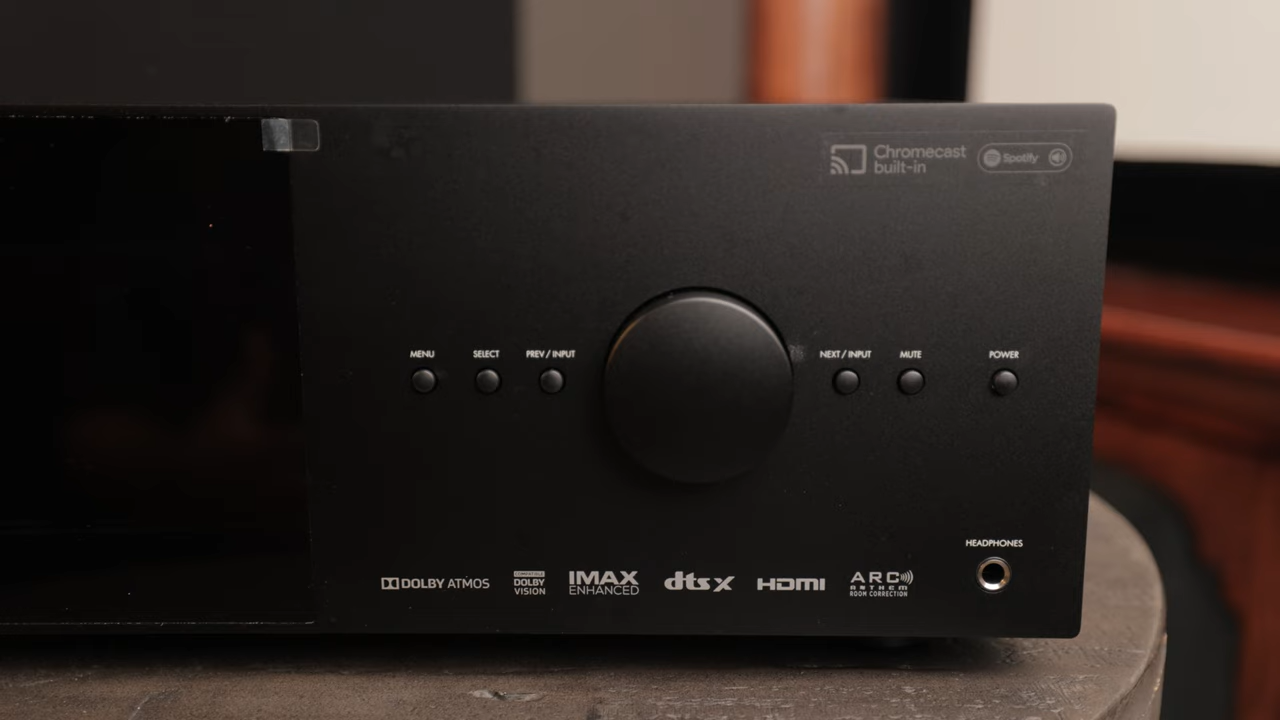 Chromecast
built-in
Spotify
MENU
SELECT
PREV / INPUT
NEXT / INPUT
MUTE
POWER
HEADPHONES
DOLBY ATMOS
COMPATIBLE
DOLBY
VISION
IMAX
ENHANCED
dts X
HDMI
ARC
ANTHEM
ROOM CORRECTION